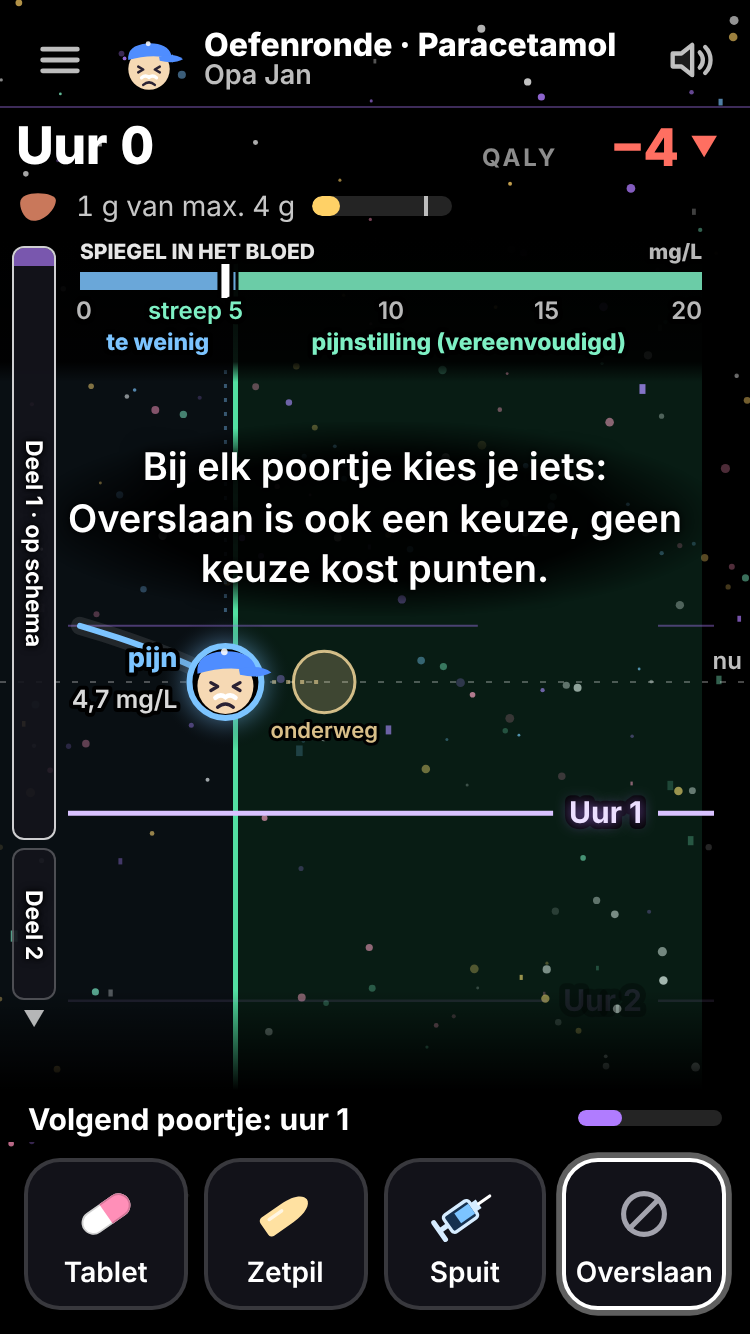 Oefenronde · Paracetamol
Opa Jan
Uur 0
QALY
−4
1 g van max. 4 g
SPIEGEL IN HET BLOED
mg/L
0
streep 5
10
15
20
te weinig
pijnstilling (vereenvoudigd)
Bij elk poortje kies je iets:
Overslaan is ook een keuze, geen
keuze kost punten.
Deel 1 · op schema
pijn
nu
4,7 mg/L
onderweg
Uur 1
Deel 2
Uur 2
Volgend poortje: uur 1
Tablet
Zetpil
Spuit
Overslaan